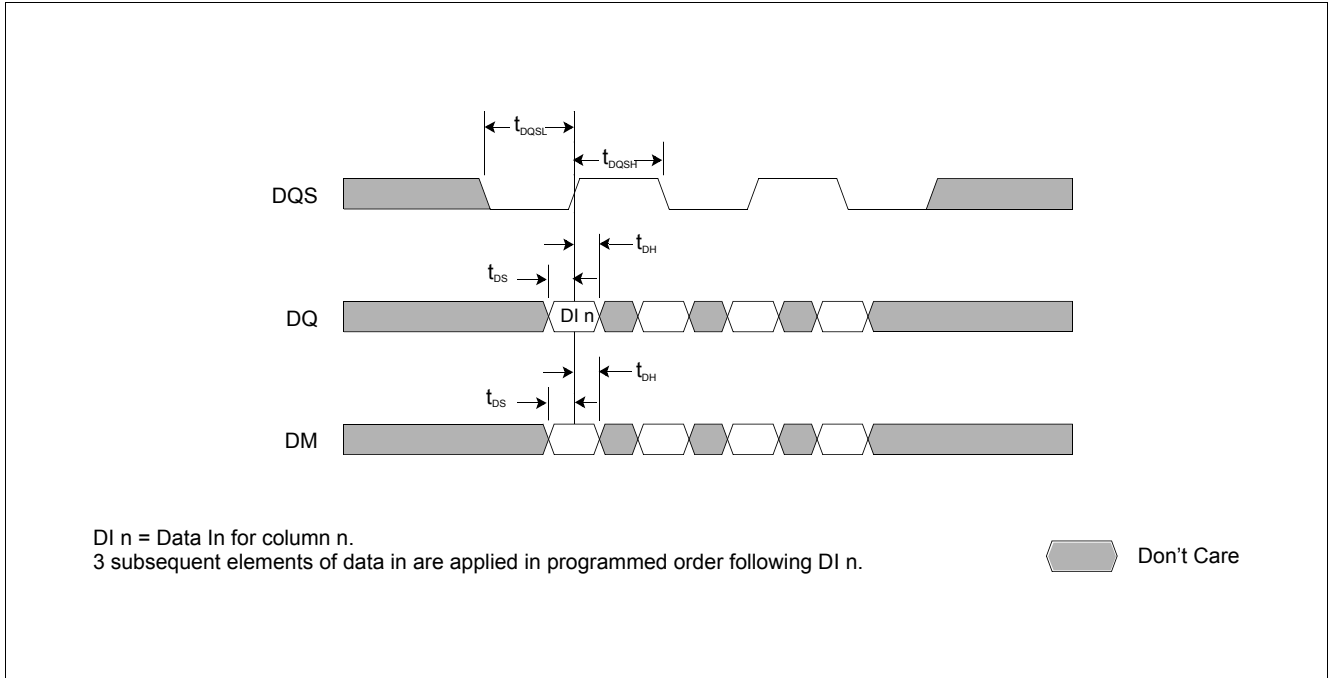 tDQSL
tDQSH
DQS
tDH
tDS
DQ
DI n
tDH
tDS
DM
DI n = Data In for column n.
3 subsequent elements of data in are applied in programmed order following DI n.
Don't Care